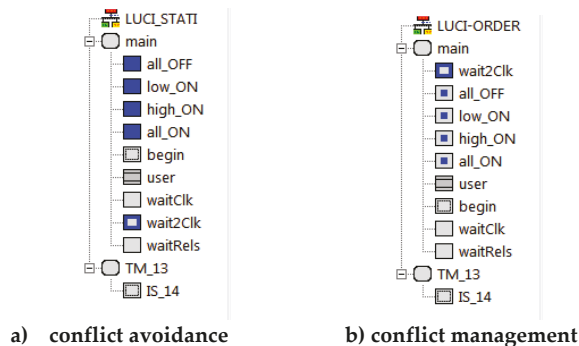 LUCI_STATI
main
all_OFF
low_ON
high_ON
all_ON
begin
user
waitClk
wait2Clk
waitRels
TM_13
IS_14
a) conflict avoidance
LUCI-ORDER
main
wait2Clk
all_OFF
low_ON
high_ON
all_ON
user
begin
waitClk
waitRels
TM_13
IS_14
b) conflict management